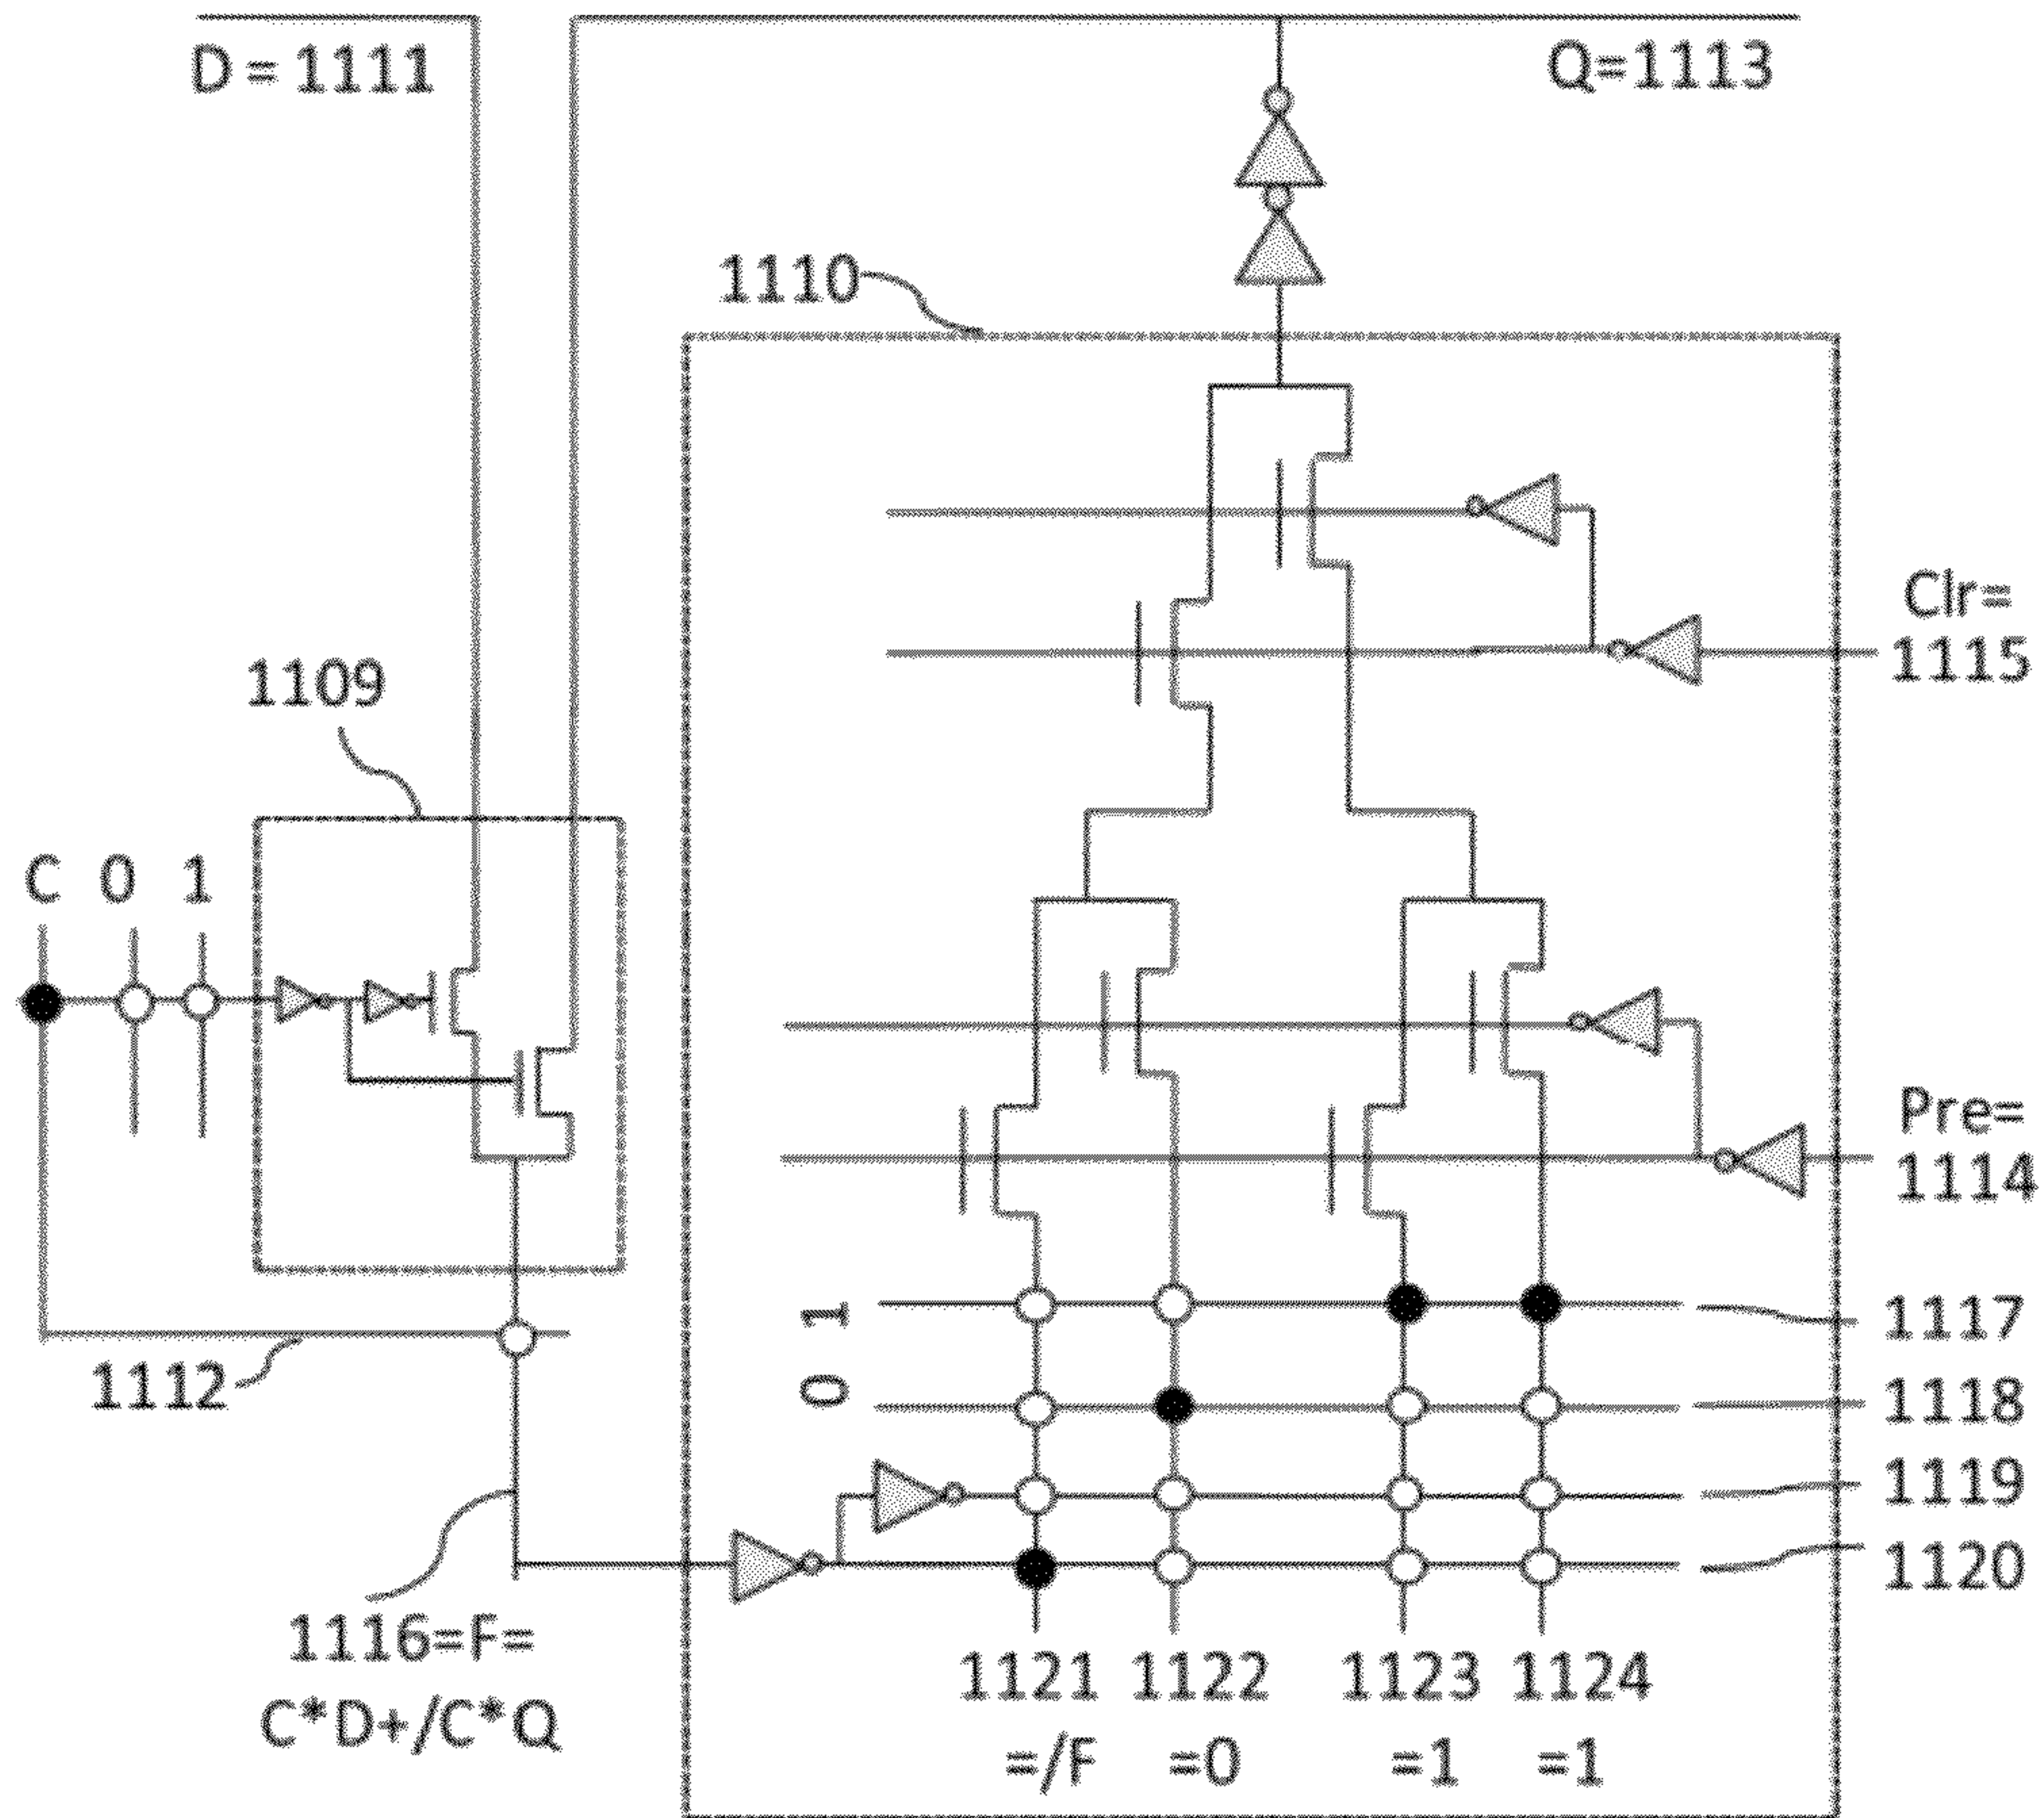 D = 1111
Q=1113
1110
Clr=
1115
1109
C 0 1
Pre=
1114
1
1117
1112
0
1118
1119
1120
1116=F=
C*D+/C*Q
1121 1122 1123 1124
=/F =0 =1 =1